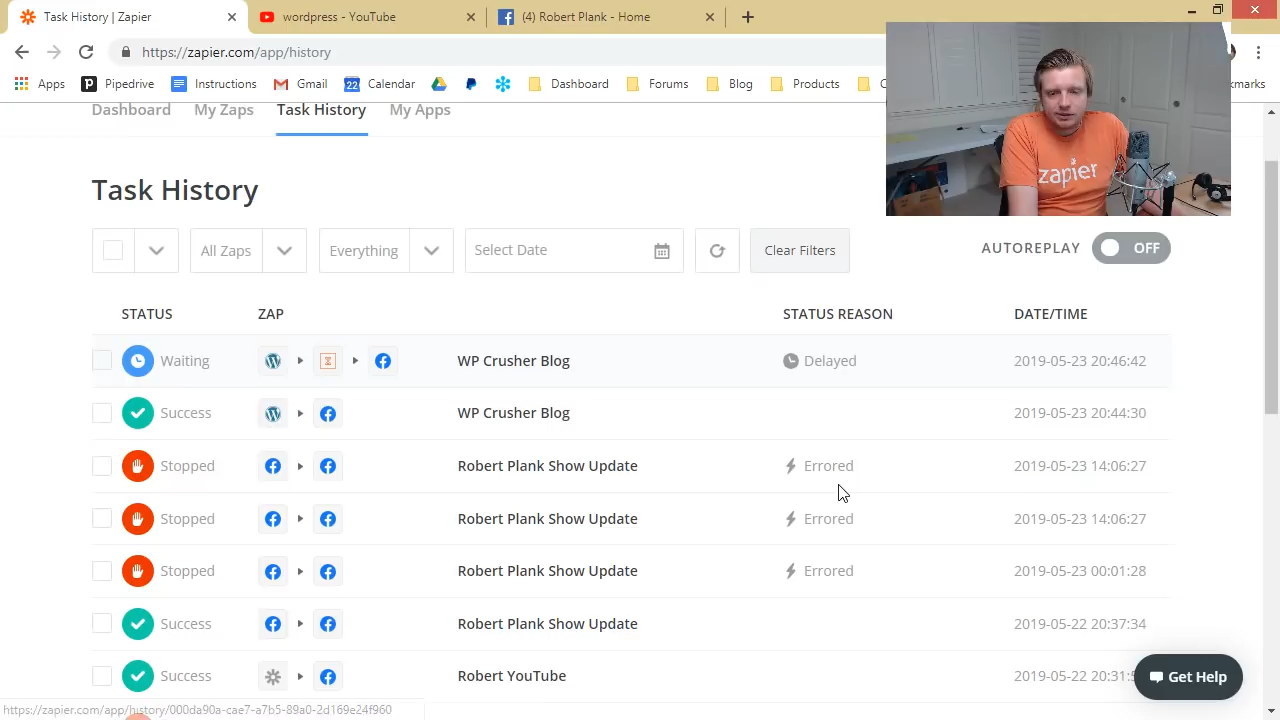 Task History | Zapier
wordpress - YouTube
(4) Robert Plank - Home
https://zapier.com/app/history
Apps
Pipedrive
Instructions
Gmail
22
Calendar
Dashboard
Forums
Blog
Products
Dashboard
My Zaps
Task History
My Apps
zapier
Task History
All Zaps
Everything
Select Date
Clear Filters
AUTOREPLAY
OFF
STATUS ZAP STATUS REASON DATE/TIME
Waiting WP Crusher Blog Delayed 2019-05-23 20:46:42
Success WP Crusher Blog 2019-05-23 20:44:30
Stopped Robert Plank Show Update Errored 2019-05-23 14:06:27
Stopped Robert Plank Show Update Errored 2019-05-23 14:06:27
Stopped Robert Plank Show Update Errored 2019-05-23 00:01:28
Success Robert Plank Show Update 2019-05-22 20:37:34
Success Robert YouTube 2019-05-22
Get Help
https://zapier.com/app/history/000da90a-cae7-a7b5-89a0-2d169e24f960